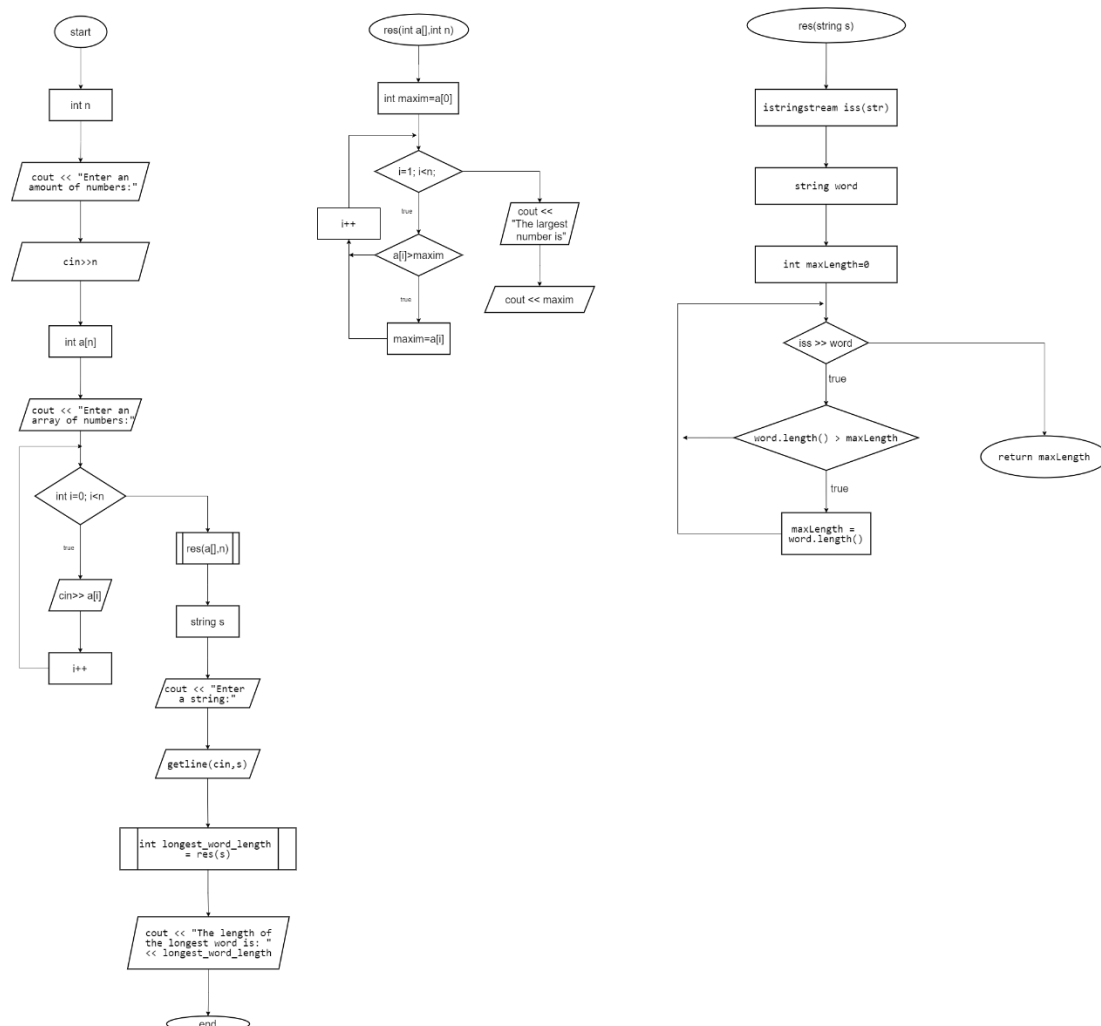 start
int n
cout << "Enter an
amount of numbers:"
cin>>n
int a[n]
cout << "Enter an
array of numbers:"
int i=0; i<n
true
cin>> a[i]
i++
res(a[],n)
string s
cout << "Enter
a string:"
getline(cin,s)
int longest_word_length
= res(s)
cout << "The length of
the longest word is: "
<< longest_word_length
end
res(int a[],int n)
int maxim=a[0]
i=1; i<n;
true
i++
a[i]>maxim
true
maxim=a[i]
cout <<
"The largest
number is"
cout << maxim
res(string s)
istringstream iss(str)
string word
int maxLength=0
iss >> word
true
word.length() > maxLength
true
maxLength =
word.length()
return maxLength